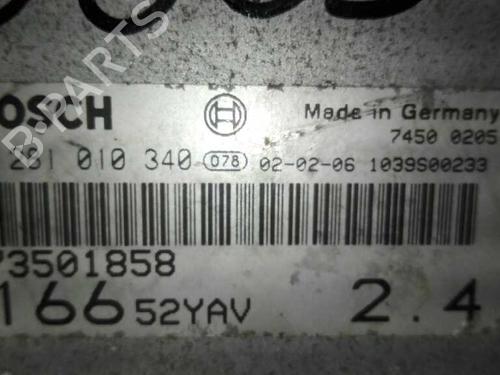 B-PARTS
BOSCH
Made in Germany
7450 0205
281 010 340 078 02-02-06 1039S00233
73501858
166 52YAV 2.4